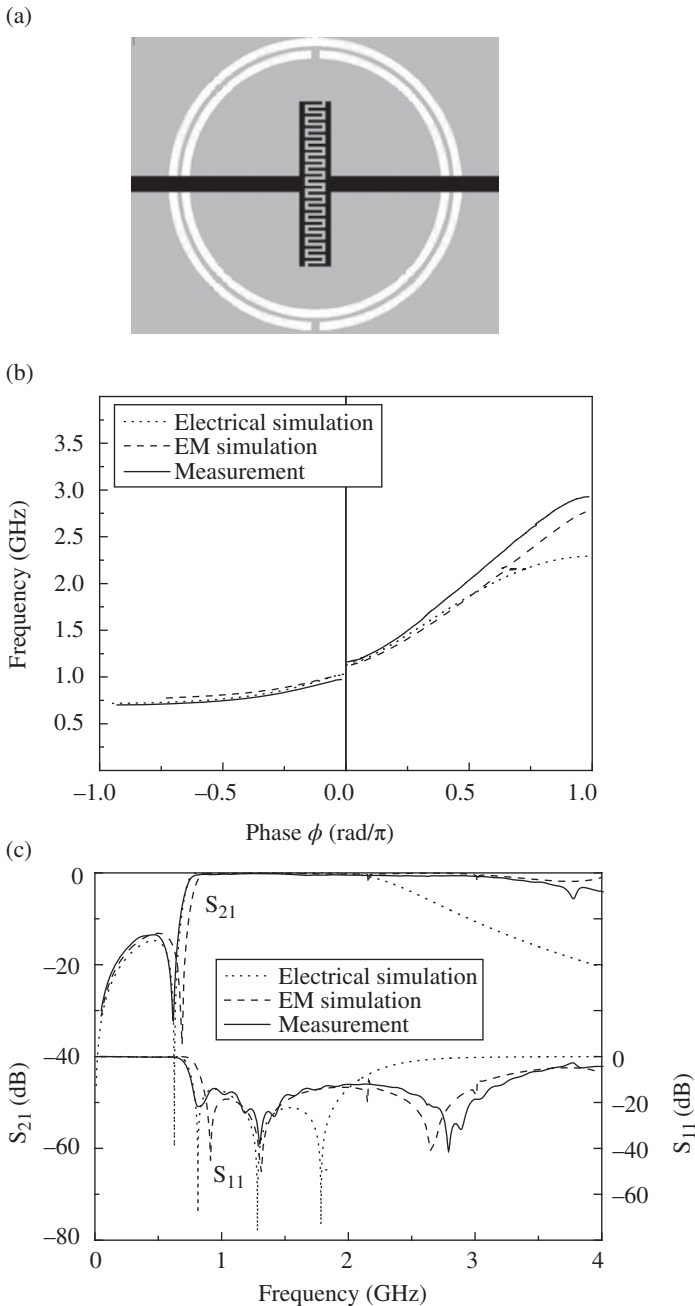 (a)
(b)
Electrical simulation
EM simulation
Measurement
3.5
3.0
2.5
2.0
1.5
1.0
0.5
Frequency (GHz)
−1.0 −0.5 0.0 0.5 1.0
Phase ϕ (rad/π)
(c)
0
−20
−40
−60
−80
S21 (dB)
S21
Electrical simulation
EM simulation
Measurement
S11
0
−20
−40
−60
S11 (dB)
0 1 2 3 4
Frequency (GHz)